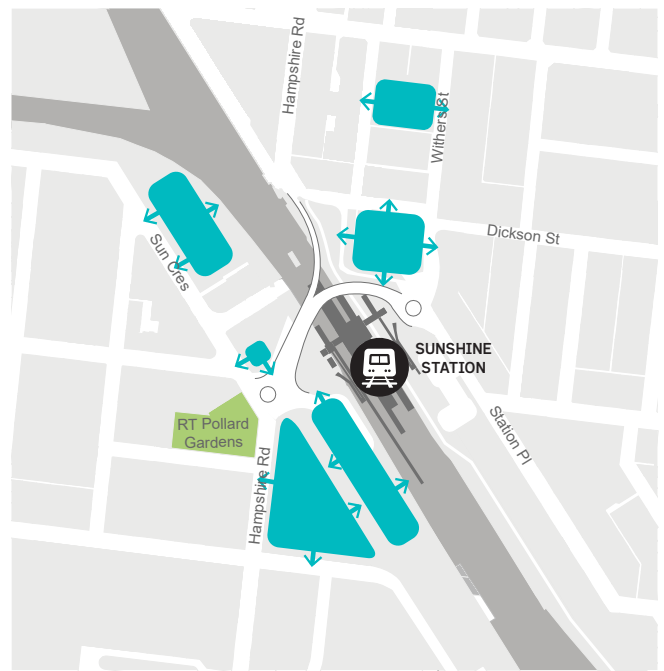 Hampshire Rd
Withers St
Dickson St
Sun Cres
SUNSHINE
STATION
RT Pollard
Gardens
Station Pl
Hampshire Rd